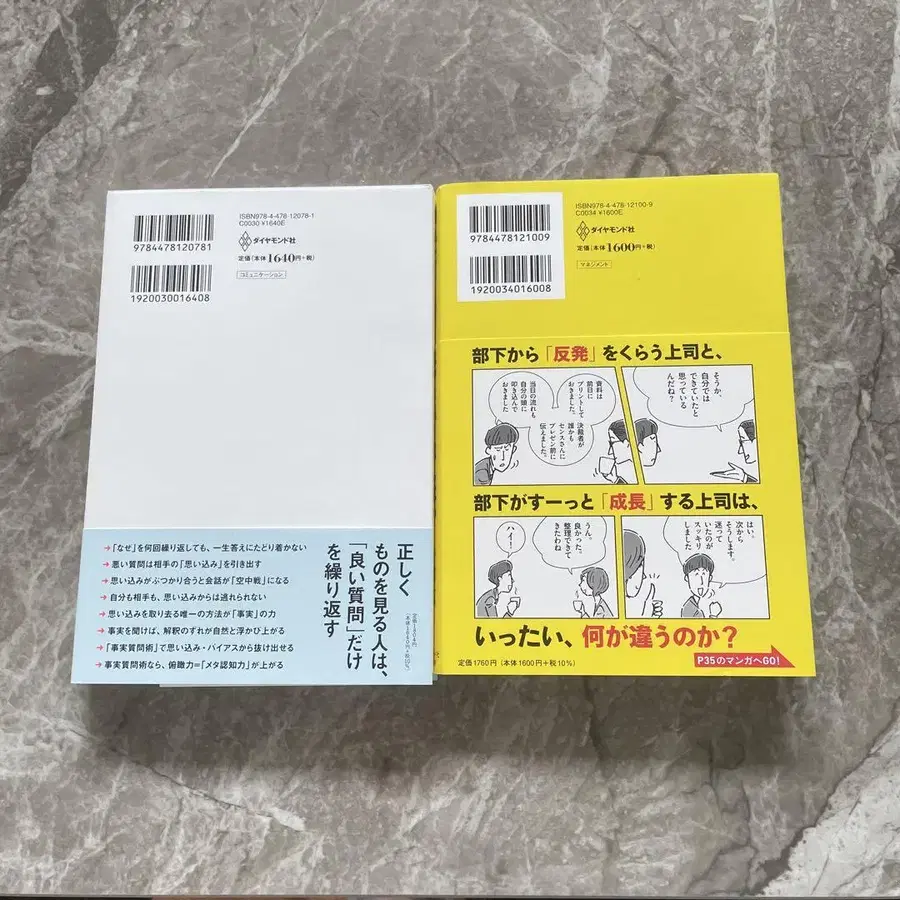 ISBN978-4-478-12078-1
C0030 ¥1640E
9784478120781
ダイヤモンド社
定価(本体1640円+税)
コミュニケーション
1920030016408
正しく
ものを見る人は、
「良い質問」だけ
を繰り返す
定価1804円
(本体1640円+税10%)
→「なぜ」を何回繰り返しても、一生答えにたどり着かない
→悪い質問は相手の「思い込み」を引き出す
→思い込みがぶつかり合うと会話が「空中戦」になる
→自分も相手も、思い込みからは逃れられない
→思い込みを取り去る唯一の方法が「事実」の力
→事実を聞けば、解釈のずれが自然と浮かび上がる
→「事実質問術」で思い込み・バイアスから抜け出せる
→事実質問術なら、俯瞰力=「メタ認知力」が上がる
ISBN978-4-478-12100-9
C0034 ¥1600E
9784478121009
ダイヤモンド社
定価(本体1600円+税)
マネジメント
1920034016008
部下から「反発」をくらう上司と、
資料は
前日に
プリントして
おきました。
当日の流れも
自分の頭に
叩き込んで
おきました
決裁者が
誰かも
センスさんに
プレゼン前に
伝えました。
そうか、
自分では
できていたと
思っている
んだね?
部下がすーっと「成長」する上司は、
うん。
良かった。
整理できて
きたわね
ハイ!
はい。
次から
そうします。
迷って
いたのが
スッキリ
しました
いったい、何が違うのか?
定価1760円(本体1600円+税10%)
P35のマンガへGO!